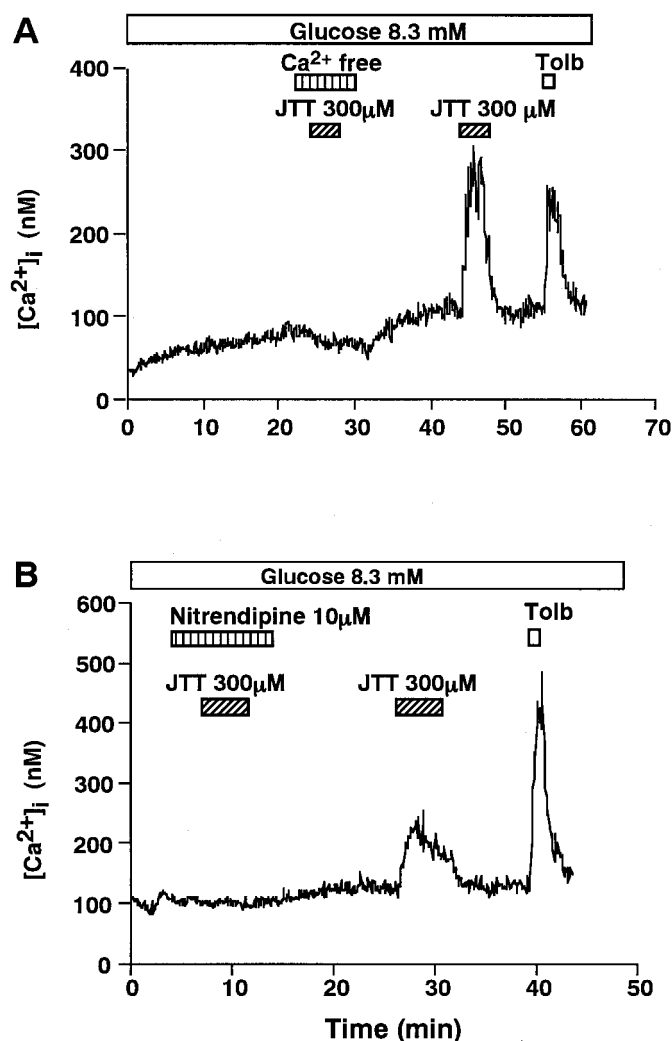 A
Glucose 8.3 mM
Ca2+ free
Tolb
JTT 300µM
JTT 300 µM
400
300
200
100
0
[Ca2+]i (nM)
0 10 20 30 40 50 60 70
B
Glucose 8.3 mM
Nitrendipine 10µM
Tolb
JTT 300µM
JTT 300µM
600
500
400
300
200
100
0
[Ca2+]i (nM)
0 10 20 30 40 50
Time (min)